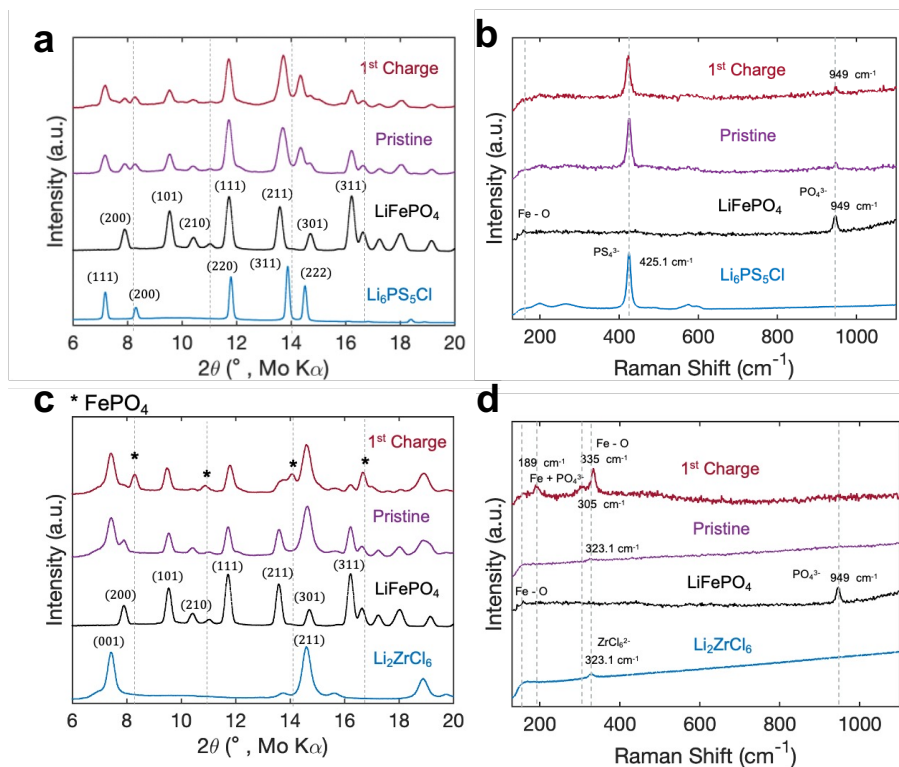 a
1st Charge
Pristine
LiFePO4
Li6PS5Cl
(200)
(101)
(210)
(111)
(211)
(301)
(311)
(111)
(200)
(220)
(311)
(222)
Intensity (a.u.)
6 8 10 12 14 16 18 20
2θ (° , Mo Kα)
b
1st Charge
949 cm-1
Pristine
LiFePO4
PO43-
949 cm-1
Fe - O
PS43-
425.1 cm-1
Li6PS5Cl
Intensity (a.u.)
200 400 600 800 1000
Raman Shift (cm-1)
c
* FePO4
1st Charge
* * * *
Pristine
LiFePO4
(200)
(101)
(210)
(111)
(211)
(301)
(311)
(001)
(211)
Li2ZrCl6
Intensity (a.u.)
6 8 10 12 14 16 18 20
2θ (° , Mo Kα)
d
Fe - O
1st Charge
189 cm-1
335 cm-1
Fe + PO43-
305 cm-1
Pristine
323.1 cm-1
LiFePO4
PO43-
949 cm-1
Fe - O
ZrCl62-
323.1 cm-1
Li2ZrCl6
Intensity (a.u.)
200 400 600 800 1000
Raman Shift (cm-1)